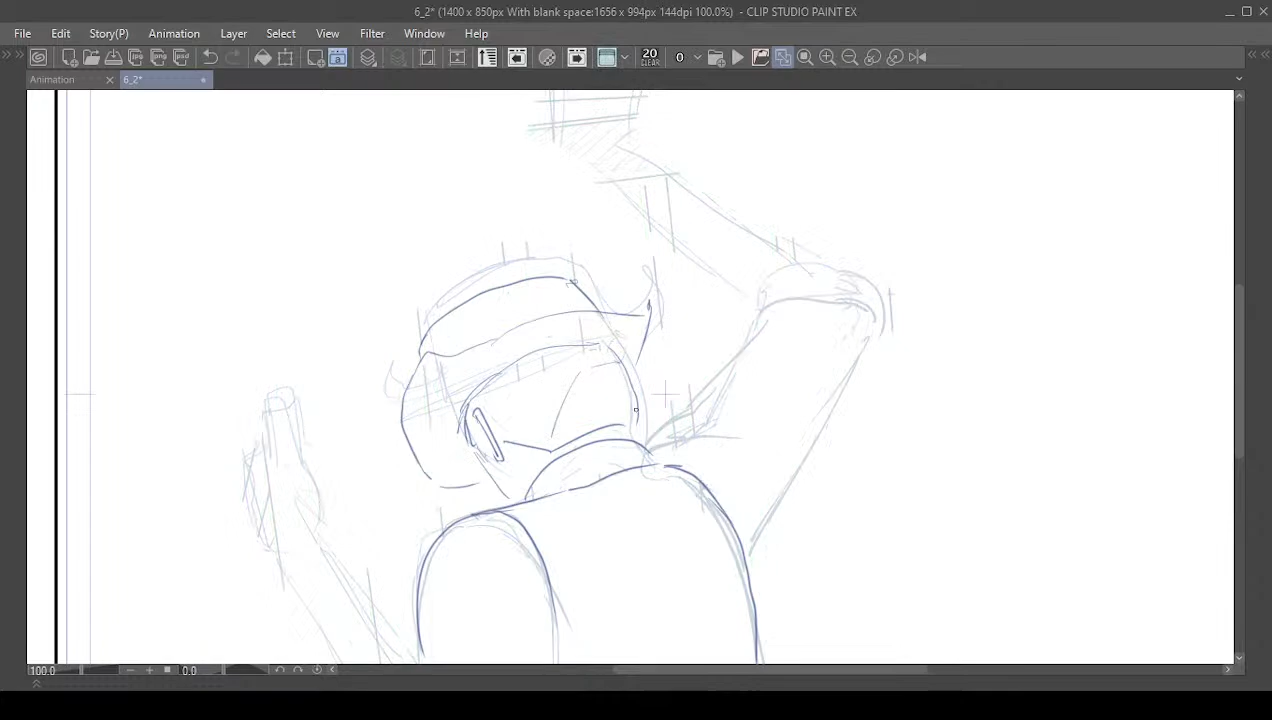 6_2* (1400 x 850px With blank space:1656 x 994px 144dpi 100.0%) - CLIP STUDIO PAINT EX
File Edit Story(P) Animation Layer Select View Filter Window Help
20 CLEAR 0
Animation 6_2*
100.0 0.0